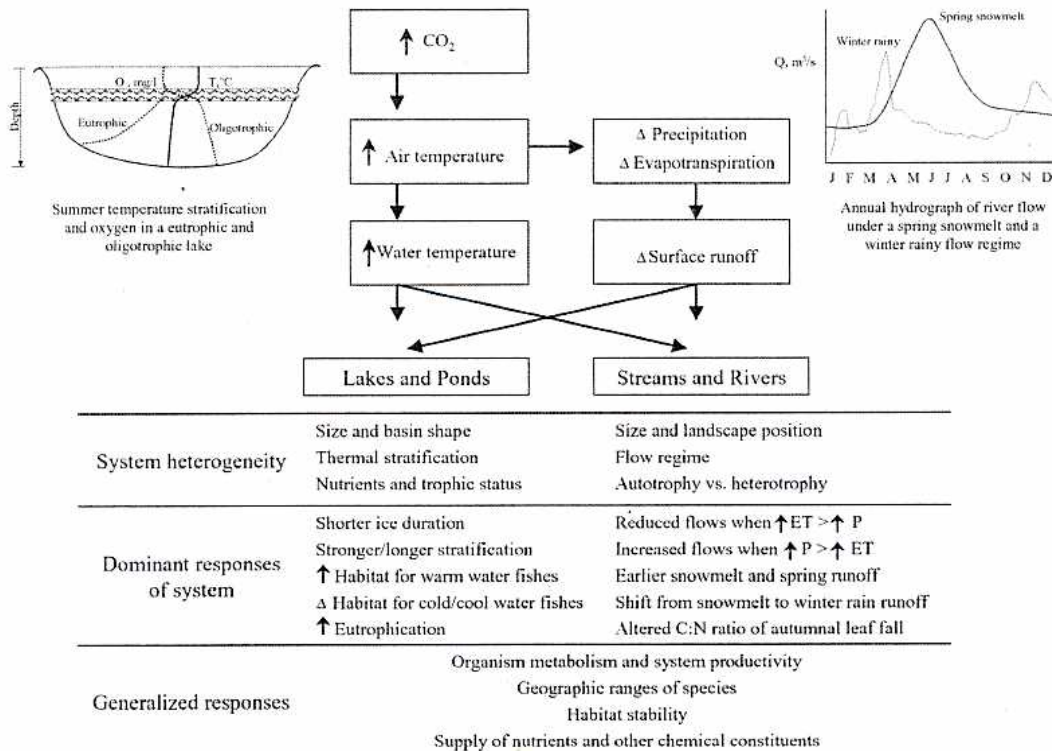 ↑ CO2
O2, mg/l
T, °C
Depth
Eutrophic
Oligotrophic
Summer temperature stratification
and oxygen in a eutrophic and
oligotrophic lake
↑ Air temperature
Δ Precipitation
Δ Evapotranspiration
↑ Water temperature
Δ Surface runoff
Spring snowmelt
Winter rainy
Q, m³/s
J F M A M J J A S O N D
Annual hydrograph of river flow
under a spring snowmelt and a
winter rainy flow regime
Lakes and Ponds
Streams and Rivers
System heterogeneity
Size and basin shape
Thermal stratification
Nutrients and trophic status
Size and landscape position
Flow regime
Autotrophy vs. heterotrophy
Dominant responses
of system
Shorter ice duration
Stronger/longer stratification
↑ Habitat for warm water fishes
Δ Habitat for cold/cool water fishes
↑ Eutrophication
Reduced flows when ↑ ET > ↑ P
Increased flows when ↑ P > ↑ ET
Earlier snowmelt and spring runoff
Shift from snowmelt to winter rain runoff
Altered C:N ratio of autumnal leaf fall
Generalized responses
Organism metabolism and system productivity
Geographic ranges of species
Habitat stability
Supply of nutrients and other chemical constituents